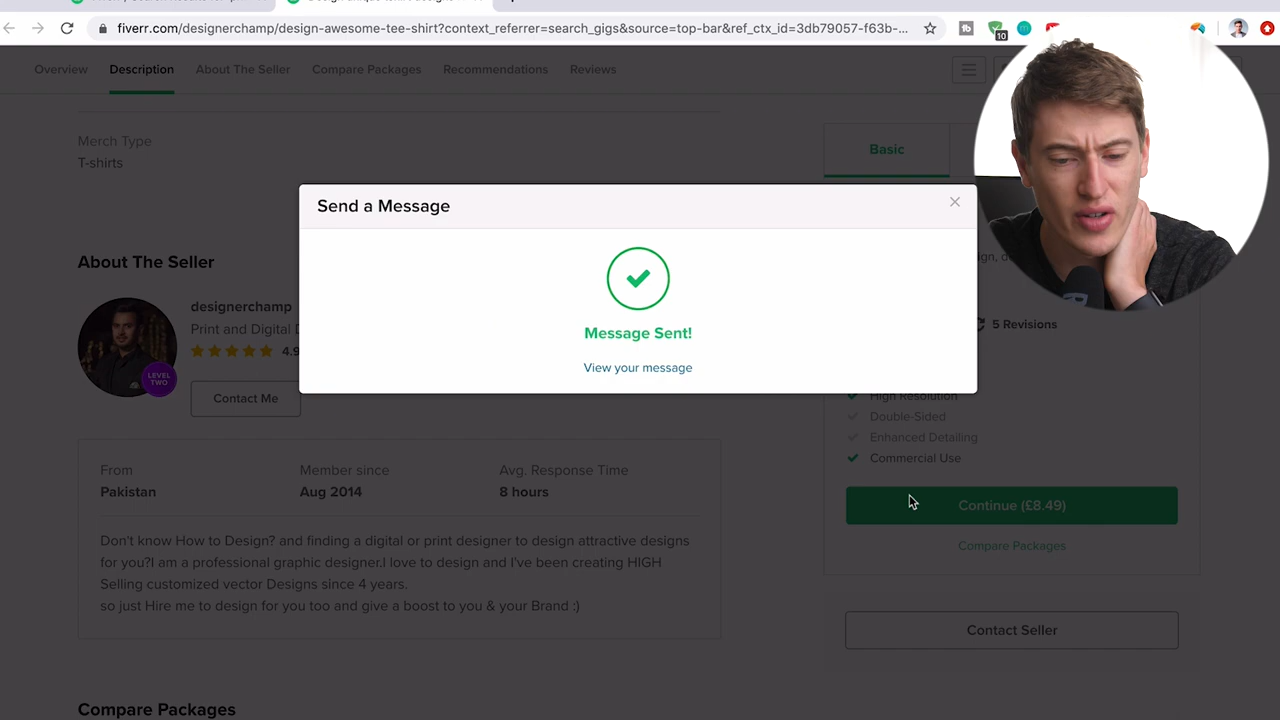 fiverr.com/designerchamp/design-awesome-tee-shirt?context_referrer=search_gigs&source=top-bar&ref_ctx_id=3db79057-f63b-...
10
Overview
Description
About The Seller
Compare Packages
Recommendations
Reviews
Merch Type
T-shirts
Basic
Send a Message
Message Sent!
View your message
About The Seller
designerchamp
Print and Digital
4.9
LEVEL
TWO
Contact Me
5 Revisions
High Resolution
Double-Sided
Enhanced Detailing
Commercial Use
Continue (£8.49)
Compare Packages
Contact Seller
From
Pakistan
Member since
Aug 2014
Avg. Response Time
8 hours
Don't know How to Design? and finding a digital or print designer to design attractive designs
for you?I am a professional graphic designer.I love to design and I've been creating HIGH
Selling customized vector Designs since 4 years.
so just Hire me to design for you too and give a boost to you & your Brand :)
Compare Packages